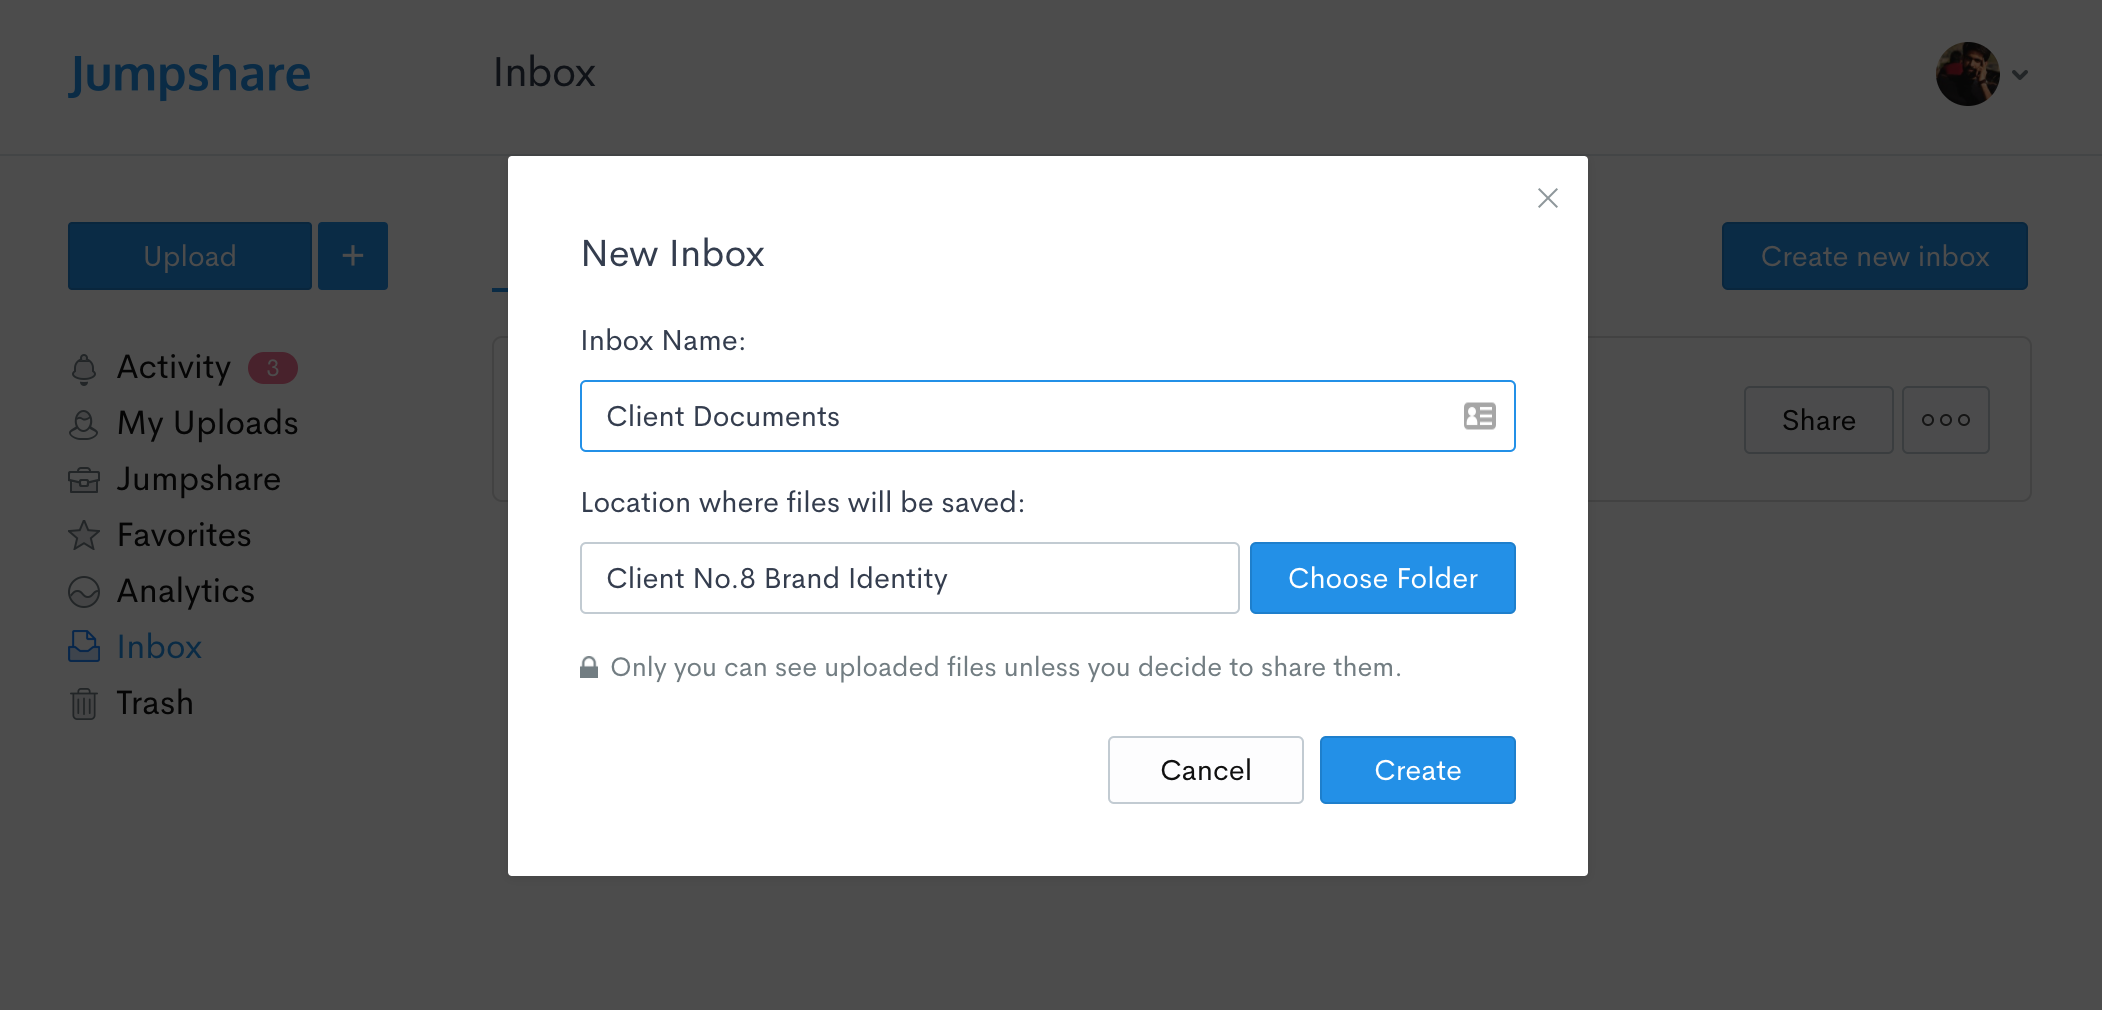 Jumpshare
Inbox
Upload
+
Create new inbox
Activity 3
My Uploads
Jumpshare
Favorites
Analytics
Inbox
Trash
Share
New Inbox
Inbox Name:
Client Documents
Location where files will be saved:
Client No.8 Brand Identity
Choose Folder
Only you can see uploaded files unless you decide to share them.
Cancel
Create